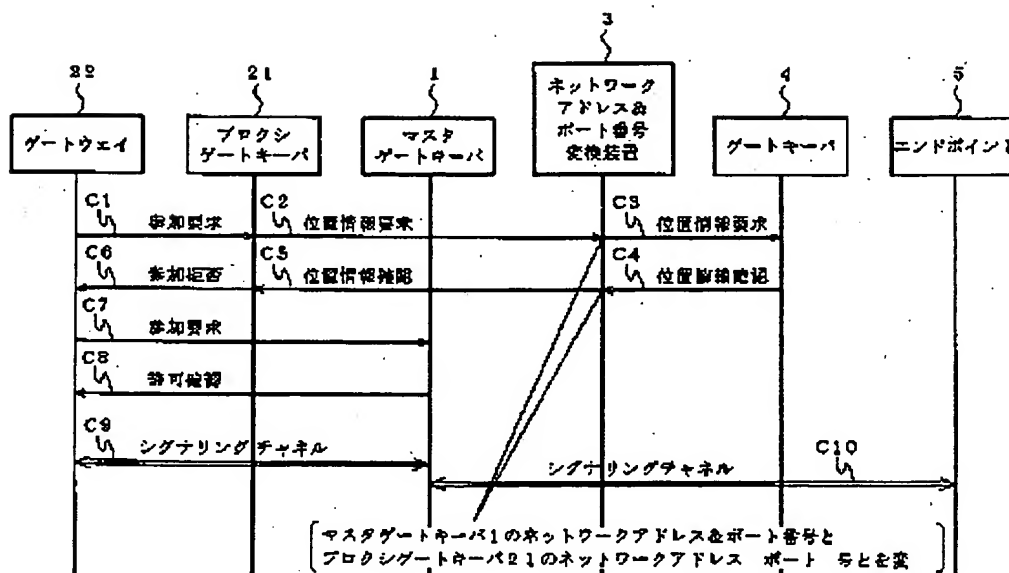 22
21
1
3
4
5
ゲートウェイ
プロクシ
ゲートキーパ
マスタ
ゲートキーパ
ネットワーク
アドレス&
ポート番号
変換装置
ゲートキーパ
エンドポイント
C1 参加要求
C2 位置情報要求
C3 位置情報要求
C6 参加拒否
C5 位置情報確認
C4 位置情報確認
C7 参加要求
C8 許可確認
C9 シグナリングチャネル
シグナリングチャネル C10
マスタゲートキーパ1のネットワークアドレス&ポート番号と
プロクシゲートキーパ21のネットワークアドレス ポート 号とを変